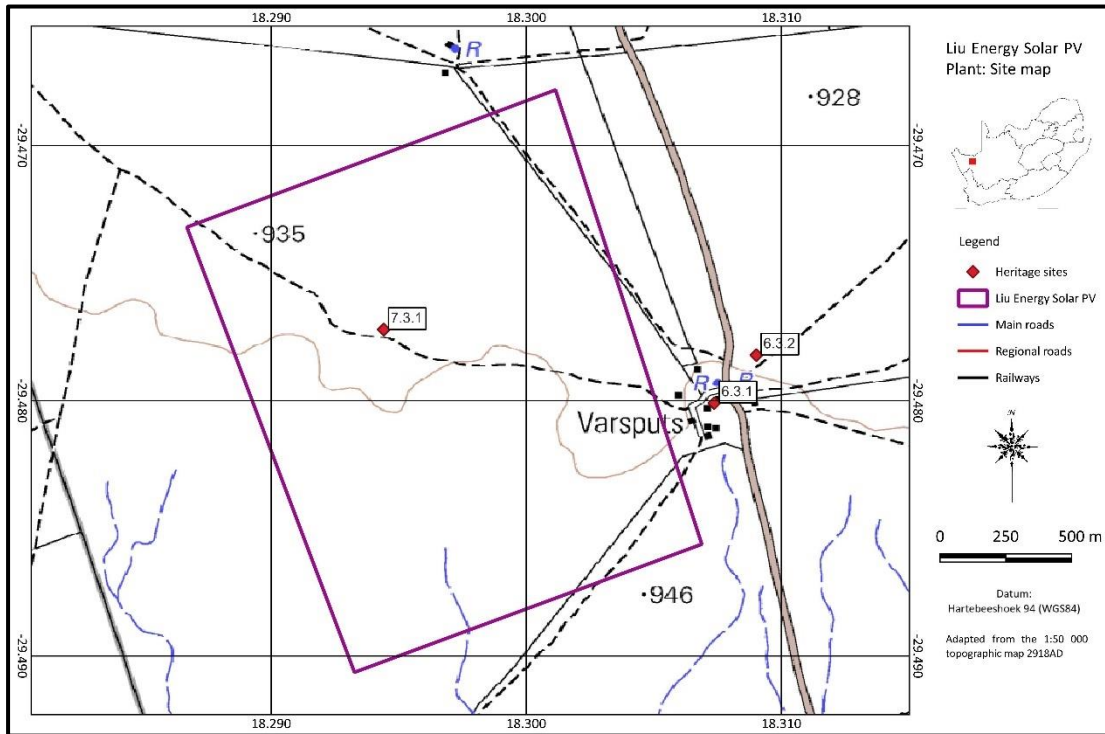 18.290
18.300
18.310
R
928
-29.470
-29.470
935
7.3.1
6.3.2
R
R
6.3.1
-29.480
-29.480
Varsputs
946
-29.490
-29.490
18.290
18.300
18.310
Liu Energy Solar PV
Plant: Site map
Legend
Heritage sites
Liu Energy Solar PV
Main roads
Regional roads
Railways
N
0 250 500 m
Datum:
Hartebeeshoek 94 (WGS84)
Adapted from the 1:50 000
topographic map 2918AD